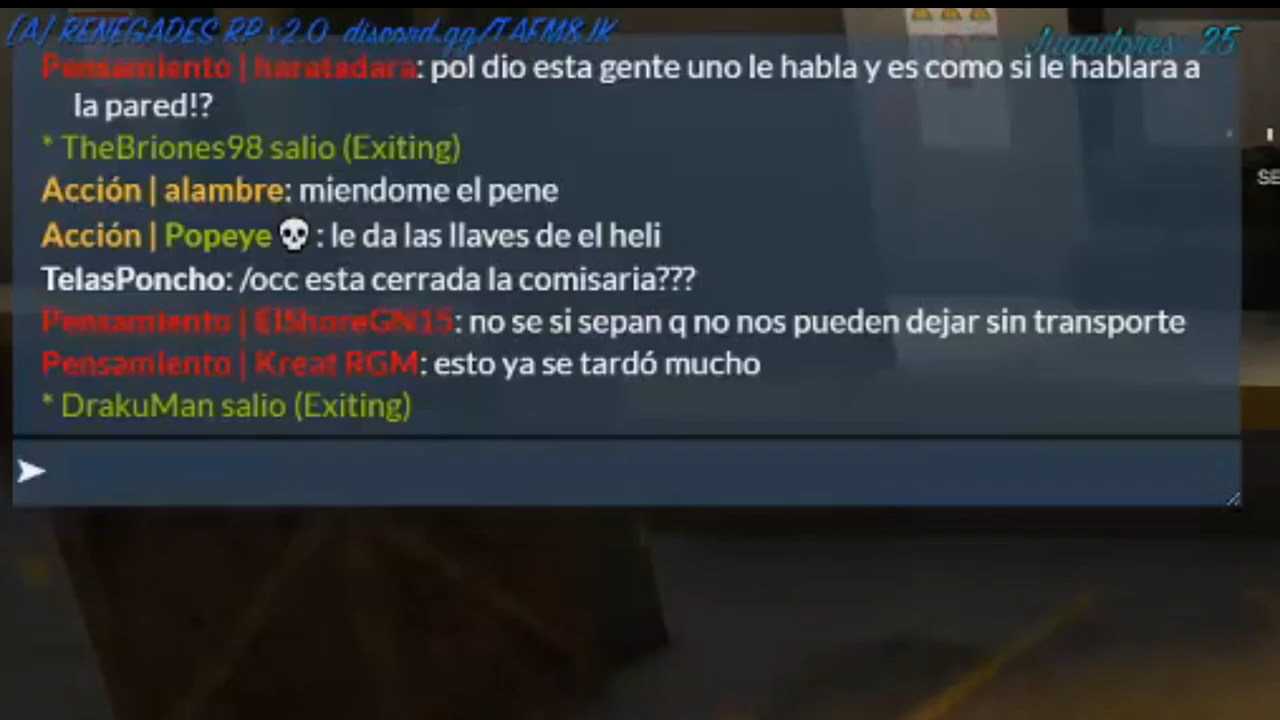 [A] RENEGADES RP v2.0 discord.gg/TAFM8JK
Jugadores: 25
Pensamiento | haratadara: pol dio esta gente uno le habla y es como si le hablara a
la pared!?
* TheBriones98 salio (Exiting)
SE
Acción | alambre: miendome el pene
Acción | Popeye 💀 : le da las llaves de el heli
TelasPoncho: /occ esta cerrada la comisaria???
Pensamiento | ElShoreGN15: no se si sepan q no nos pueden dejar sin transporte
Pensamiento | Kreat RGM: esto ya se tardó mucho
* DrakuMan salio (Exiting)